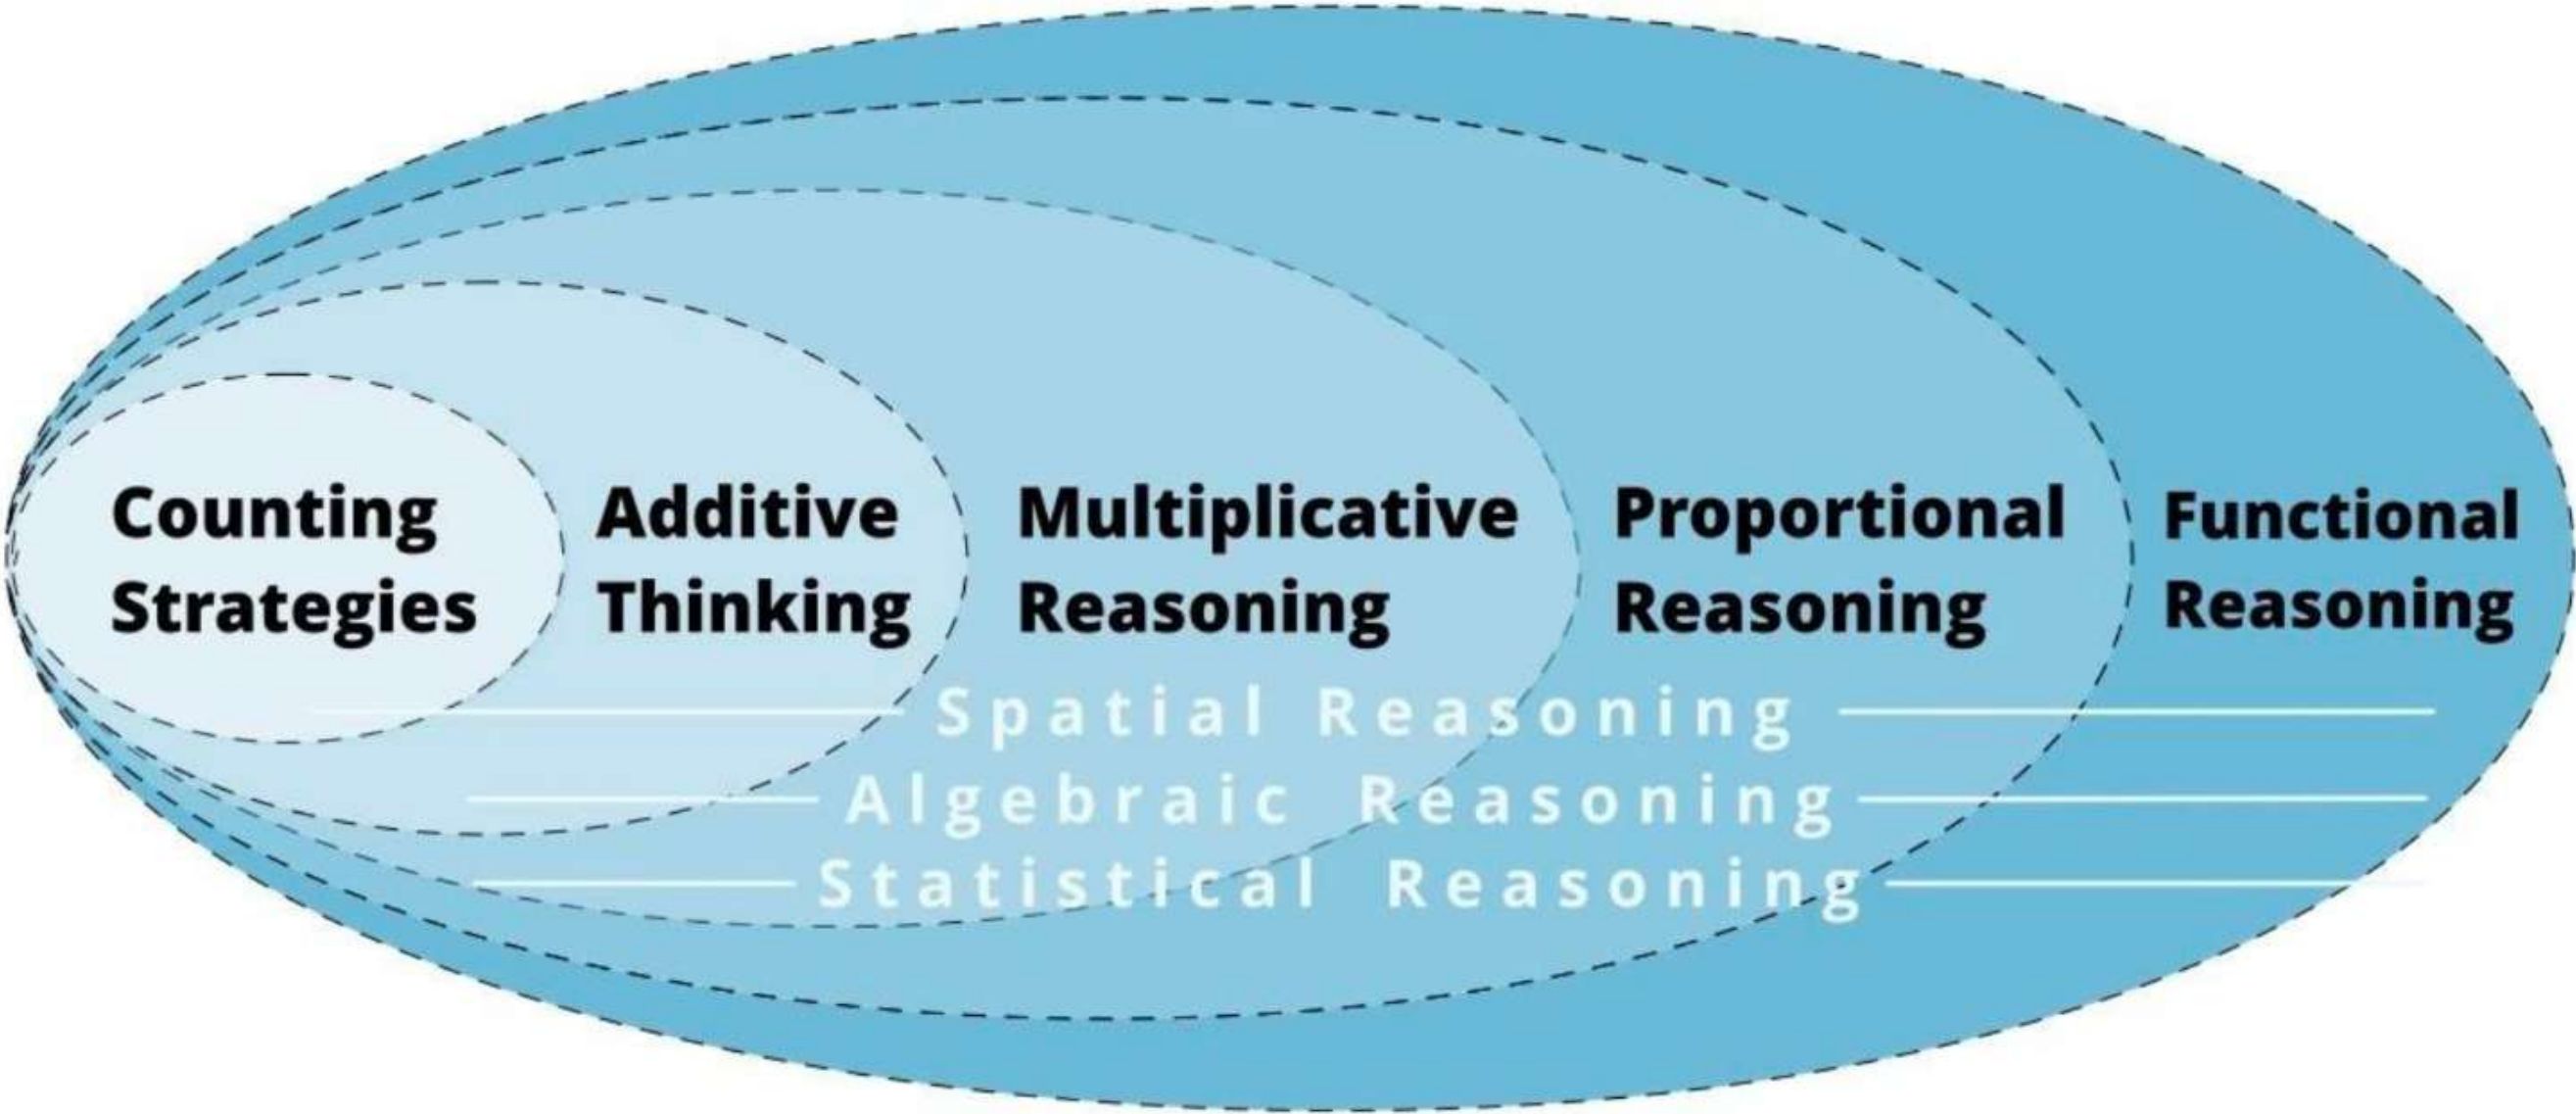 Counting
Strategies
Additive
Thinking
Multiplicative
Reasoning
Proportional
Reasoning
Functional
Reasoning
Spatial Reasoning
Algebraic Reasoning
Statistical Reasoning